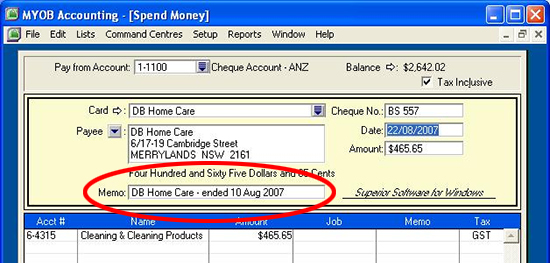 MYOB Accounting - [Spend Money]
File Edit Lists Command Centres Setup Reports Window Help
Pay from Account: 1-1100 Cheque Account - ANZ Balance $2,642.02
Tax Inclusive
Card DB Home Care Cheque No.: BS 557
Payee : DB Home Care Date: 22/08/2007
6/17-19 Cambridge Street Amount: $465.65
MERRYLANDS NSW 2161
Four Hundred and Sixty Five Dollars and 65 Cents
Memo: DB Home Care - ended 10 Aug 2007 Superior Software for Windows
Acct # Name Amount Job Memo Tax
6-4315 Cleaning & Cleaning Products $465.65 GST